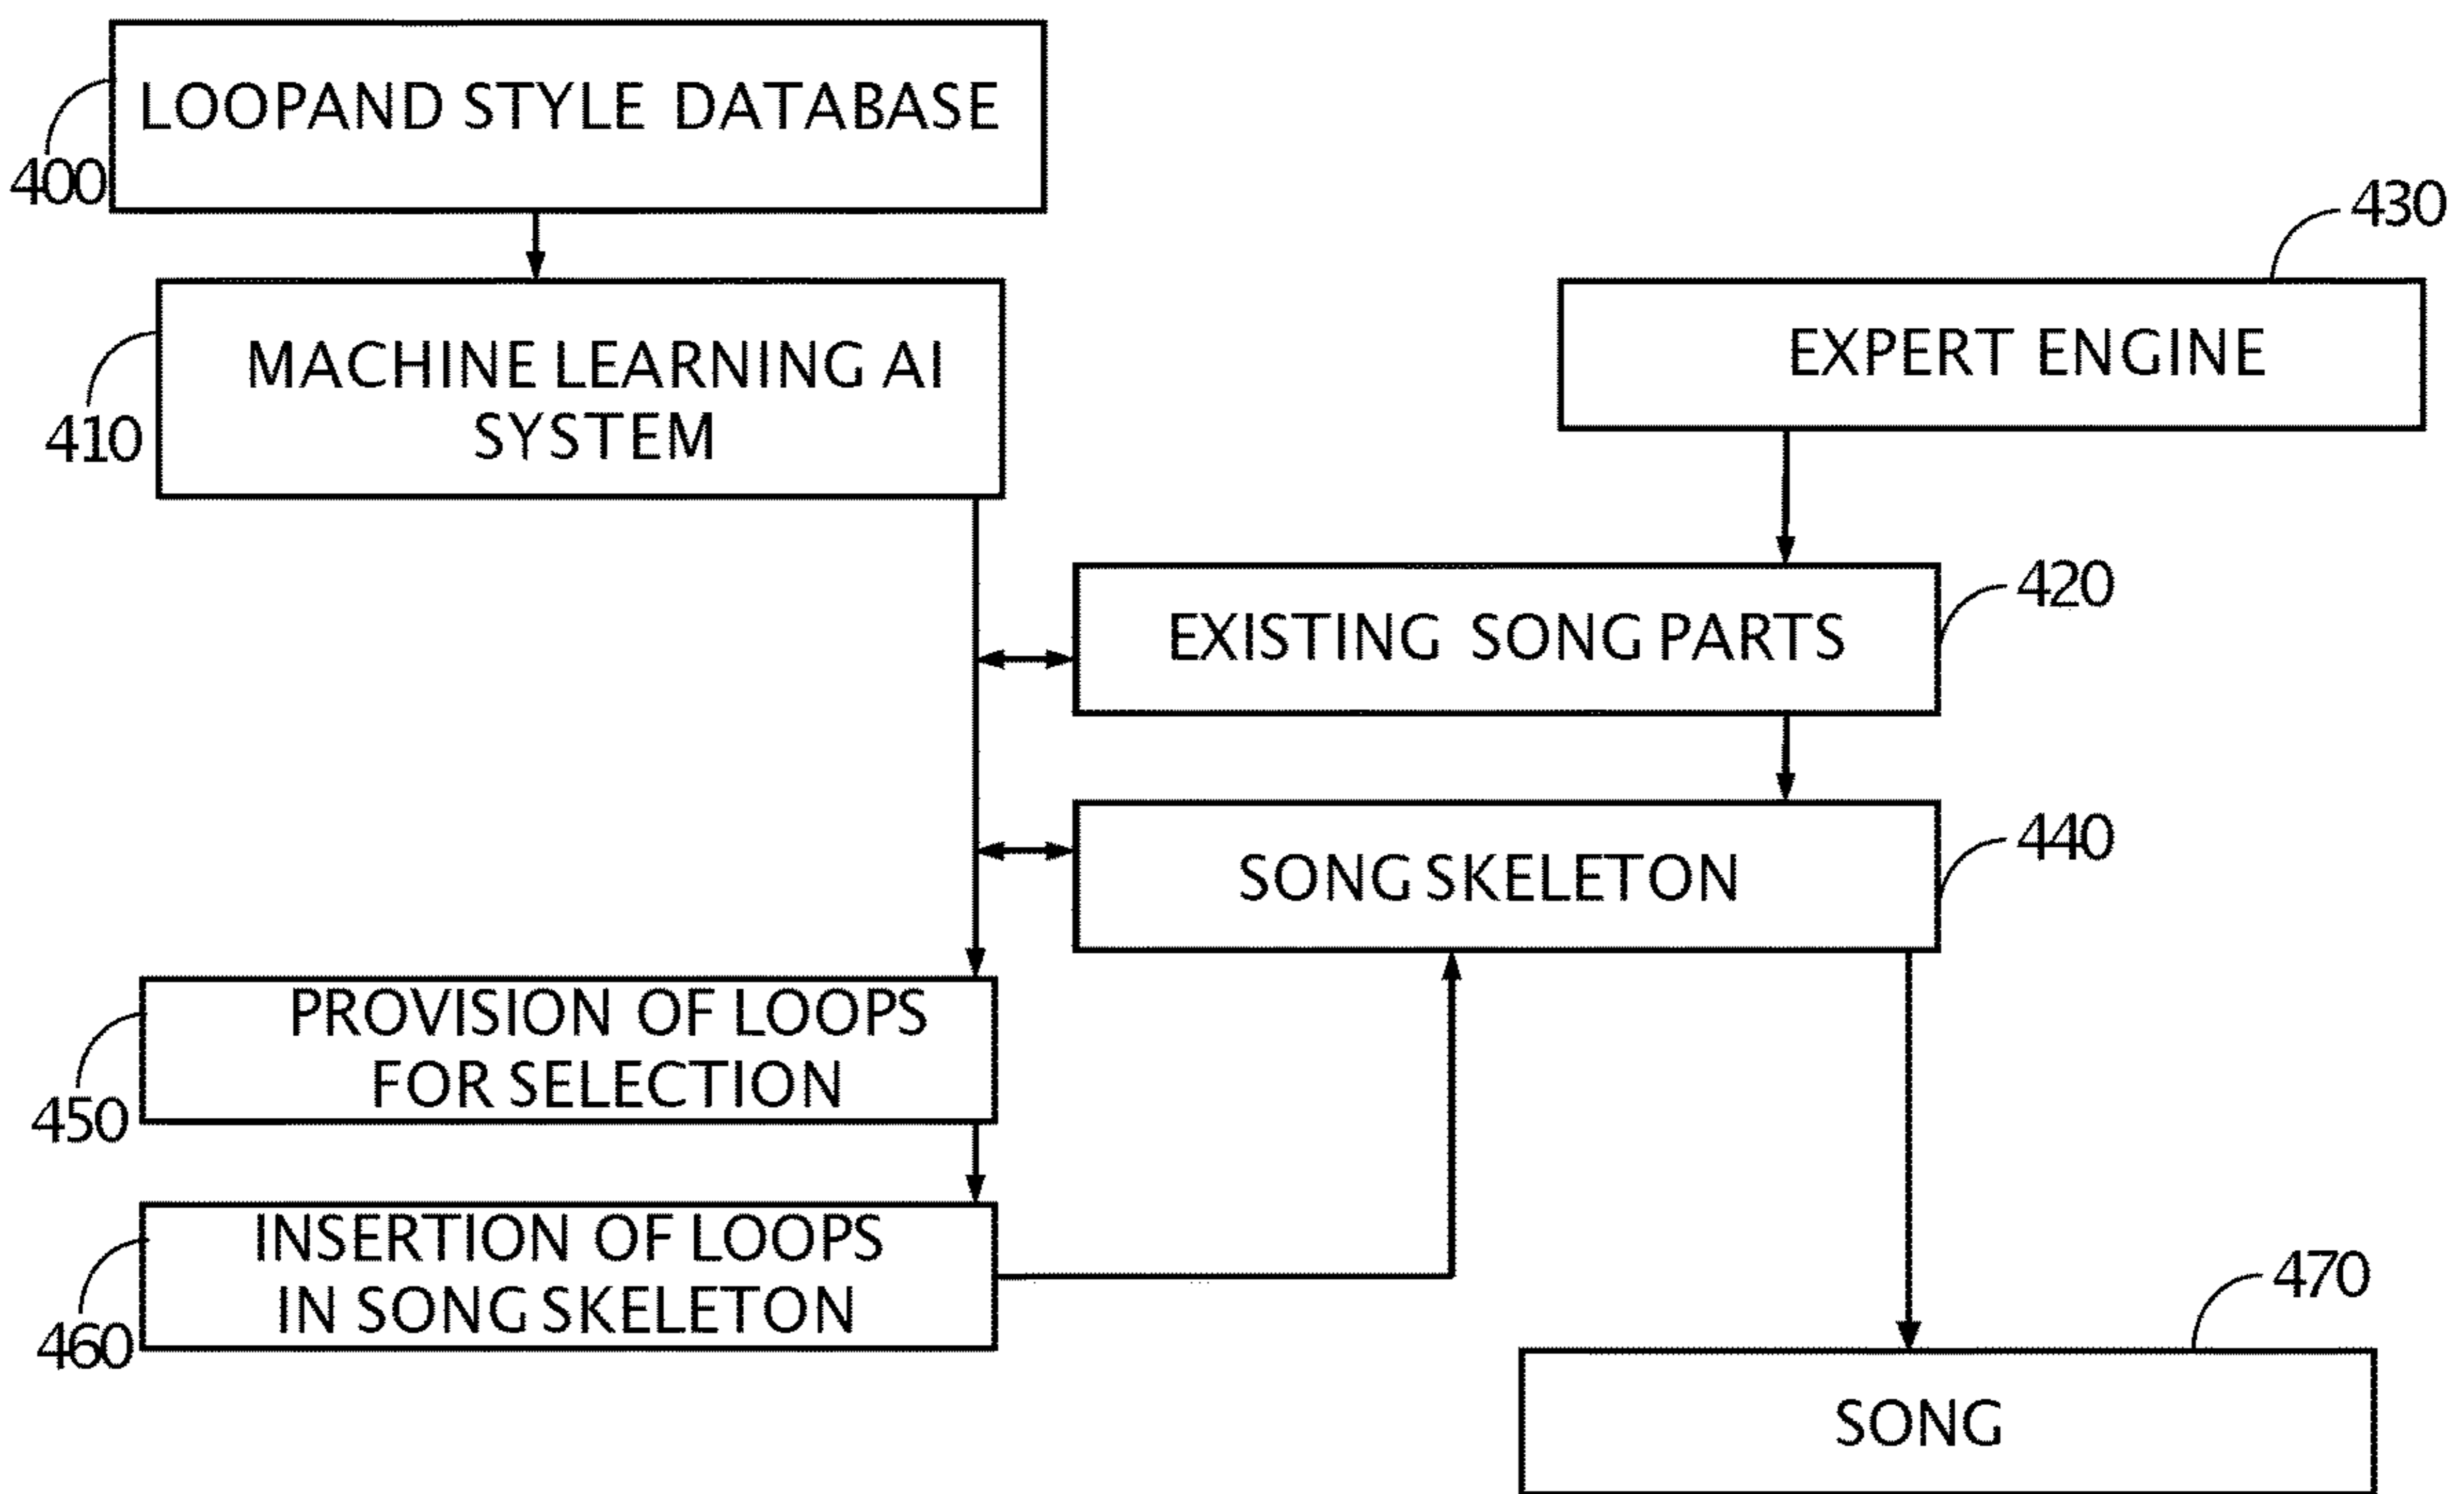 LOOPAND STYLE DATABASE
400
430
MACHINE LEARNING AI
SYSTEM
410
EXPERT ENGINE
420
EXISTING SONG PARTS
440
SONG SKELETON
PROVISION OF LOOPS
FOR SELECTION
450
INSERTION OF LOOPS
IN SONG SKELETON
460
470
SONG